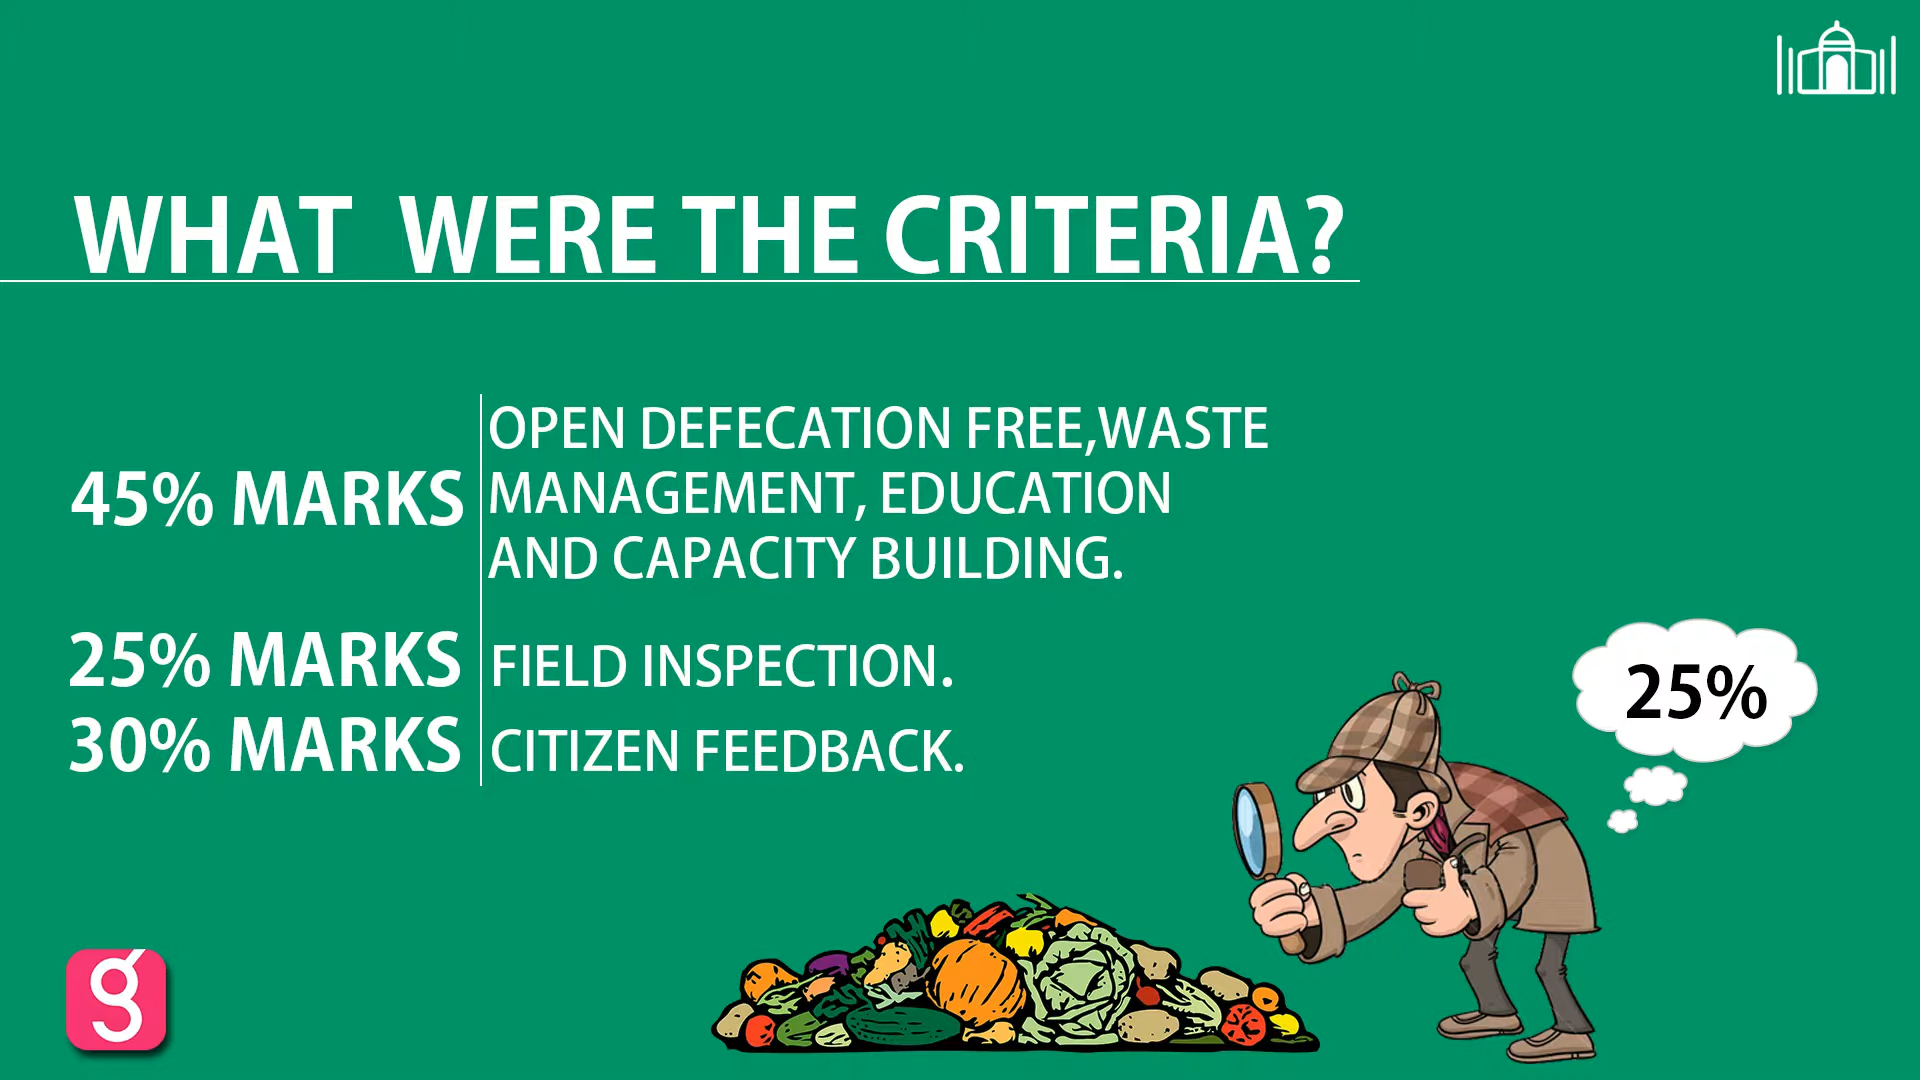 WHAT WERE THE CRITERIA?
45% MARKS
OPEN DEFECATION FREE,WASTE
MANAGEMENT, EDUCATION
AND CAPACITY BUILDING.
25% MARKS
FIELD INSPECTION.
30% MARKS
CITIZEN FEEDBACK.
25%
g